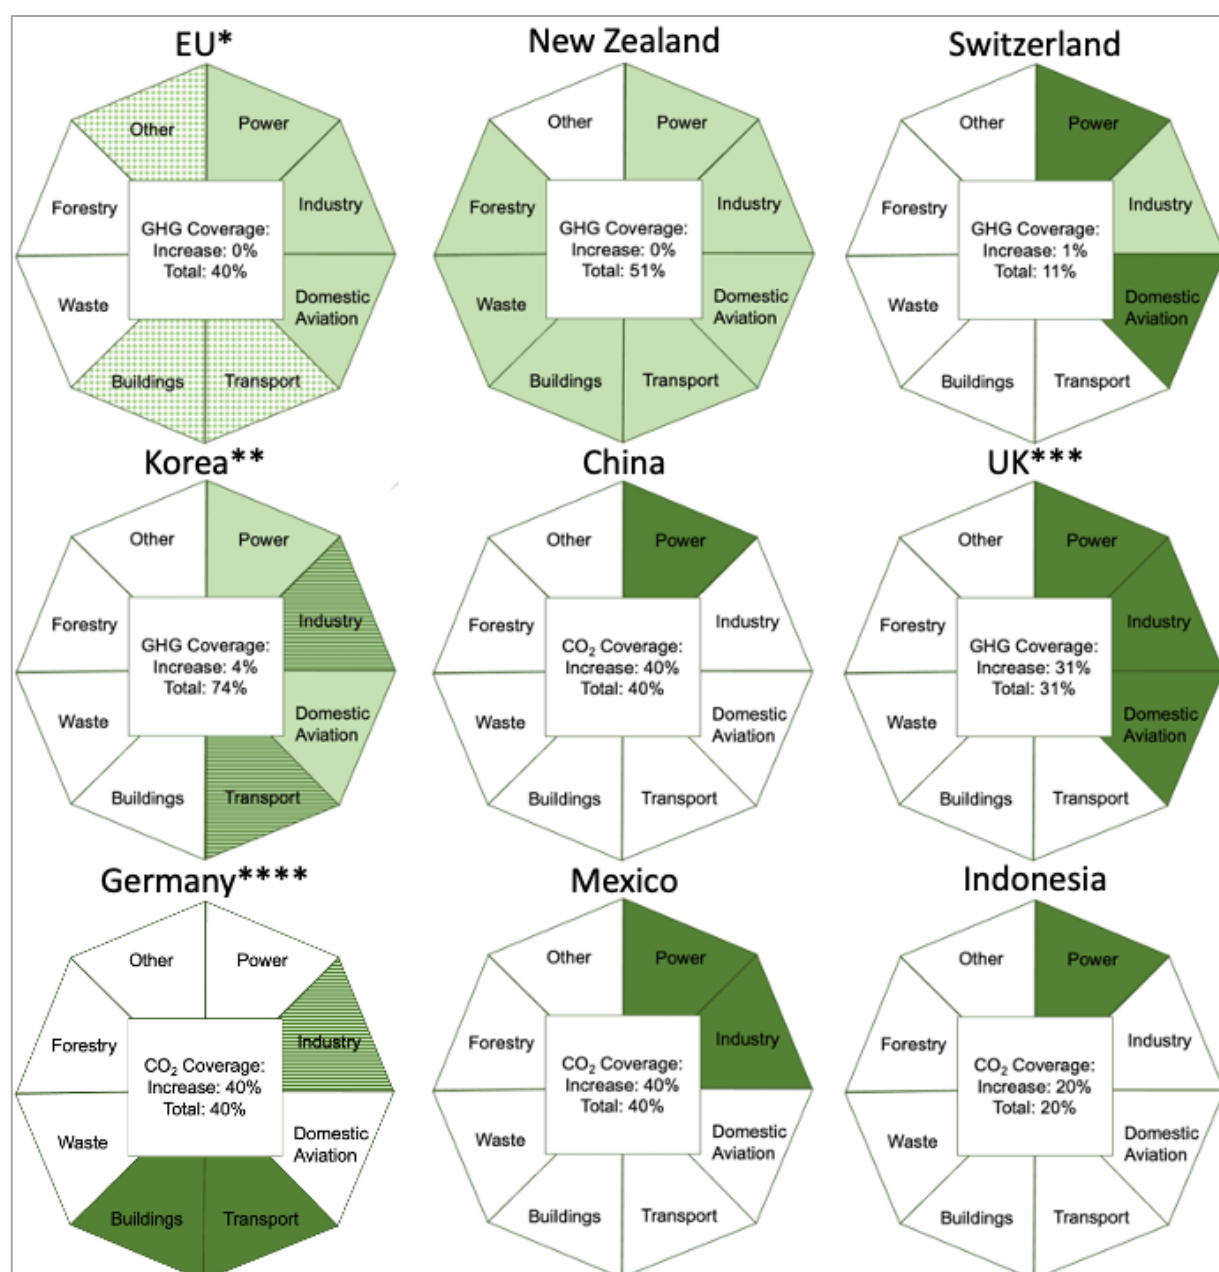 EU*
Other
Power
Forestry
Industry
GHG Coverage:
Increase: 0%
Total: 40%
Waste
Domestic
Aviation
Buildings
Transport
New Zealand
Other
Power
Forestry
Industry
GHG Coverage:
Increase: 0%
Total: 51%
Waste
Domestic
Aviation
Buildings
Transport
Switzerland
Other
Power
Forestry
Industry
GHG Coverage:
Increase: 1%
Total: 11%
Waste
Domestic
Aviation
Buildings
Transport
Korea**
Other
Power
Forestry
Industry
GHG Coverage:
Increase: 4%
Total: 74%
Waste
Domestic
Aviation
Buildings
Transport
China
Other
Power
Forestry
Industry
CO₂ Coverage:
Increase: 40%
Total: 40%
Waste
Domestic
Aviation
Buildings
Transport
UK***
Other
Power
Forestry
Industry
GHG Coverage:
Increase: 31%
Total: 31%
Waste
Domestic
Aviation
Buildings
Transport
Germany****
Other
Power
Forestry
Industry
CO₂ Coverage:
Increase: 40%
Total: 40%
Waste
Domestic
Aviation
Buildings
Transport
Mexico
Other
Power
Forestry
Industry
CO₂ Coverage:
Increase: 40%
Total: 40%
Waste
Domestic
Aviation
Buildings
Transport
Indonesia
Other
Power
Forestry
Industry
CO₂ Coverage:
Increase: 20%
Total: 20%
Waste
Domestic
Aviation
Buildings
Transport